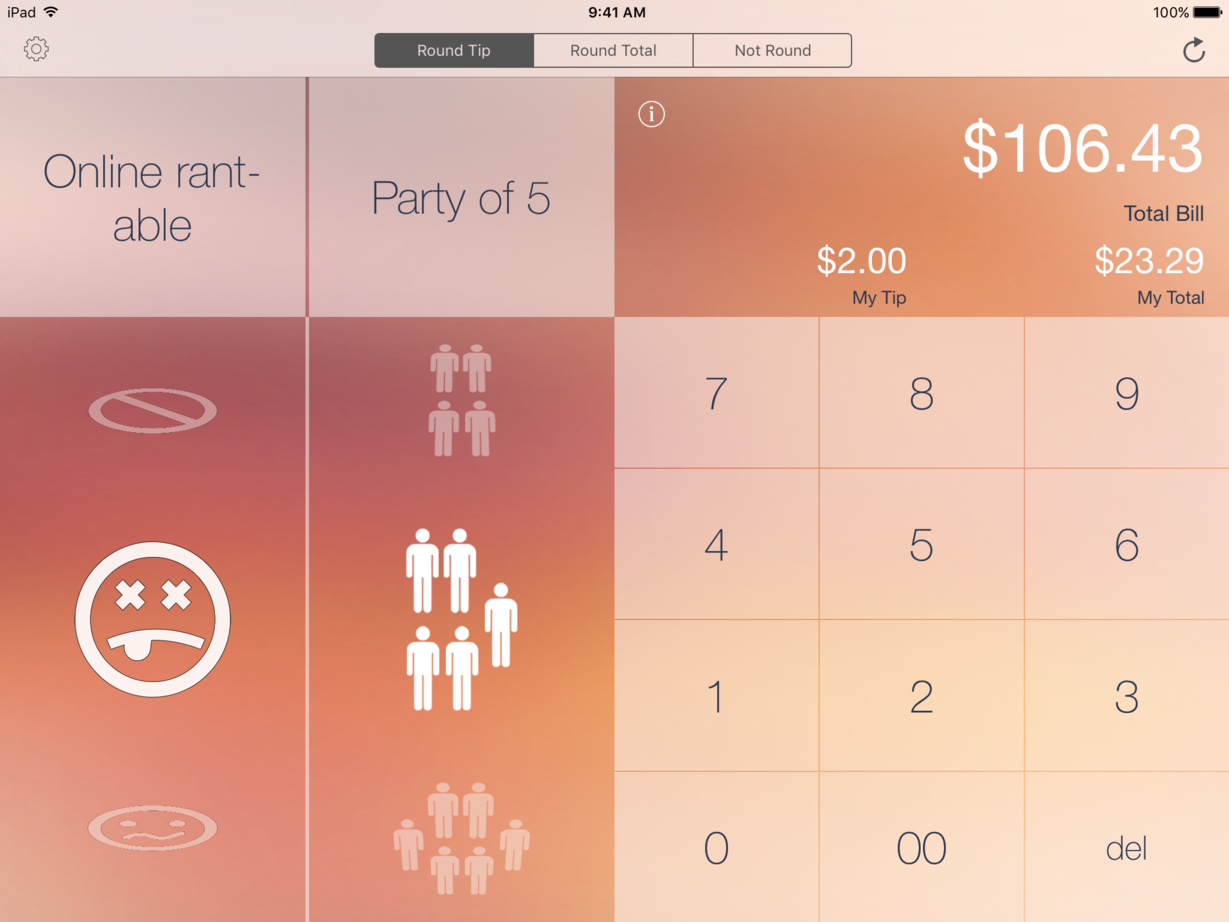 iPad
9:41 AM
100%
Round Tip
Round Total
Not Round
Online rant-
able
Party of 5
i
$106.43
Total Bill
$2.00
$23.29
My Tip
My Total
7
8
9
4
5
6
1
2
3
0
00
del